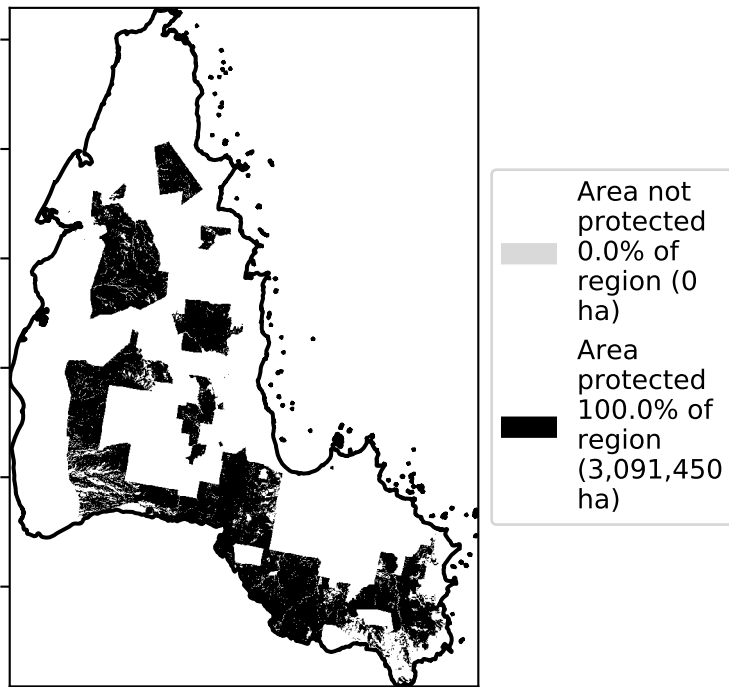 Area not
protected
0.0% of
region (0
ha)
Area
protected
100.0% of
region
(3,091,450
ha)